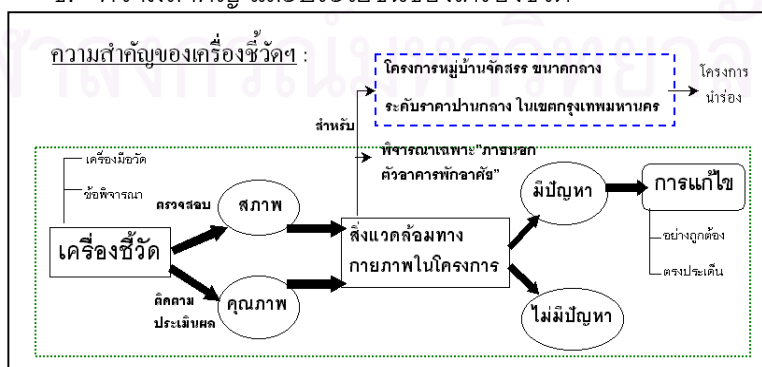 ความสำคัญของเครื่องชี้วัดฯ :
โครงการหมู่บ้านจัดสรร ขนาดกลาง
ระดับราคาปานกลาง ในเขตกรุงเทพมหานคร
โครงการ
นำร่อง
สำหรับ
พิจารณาเฉพาะ"ภายนอก
ตัวอาคารพักอาศัย"
เครื่องมือวัด
ข้อพิจารณา
เครื่องชี้วัด
ตรวจสอบ
สภาพ
ติดตาม
ประเมินผล
คุณภาพ
สิ่งแวดล้อมทาง
กายภาพในโครงการ
มีปัญหา
ไม่มีปัญหา
การแก้ไข
อย่างถูกต้อง
ตรงประเด็น